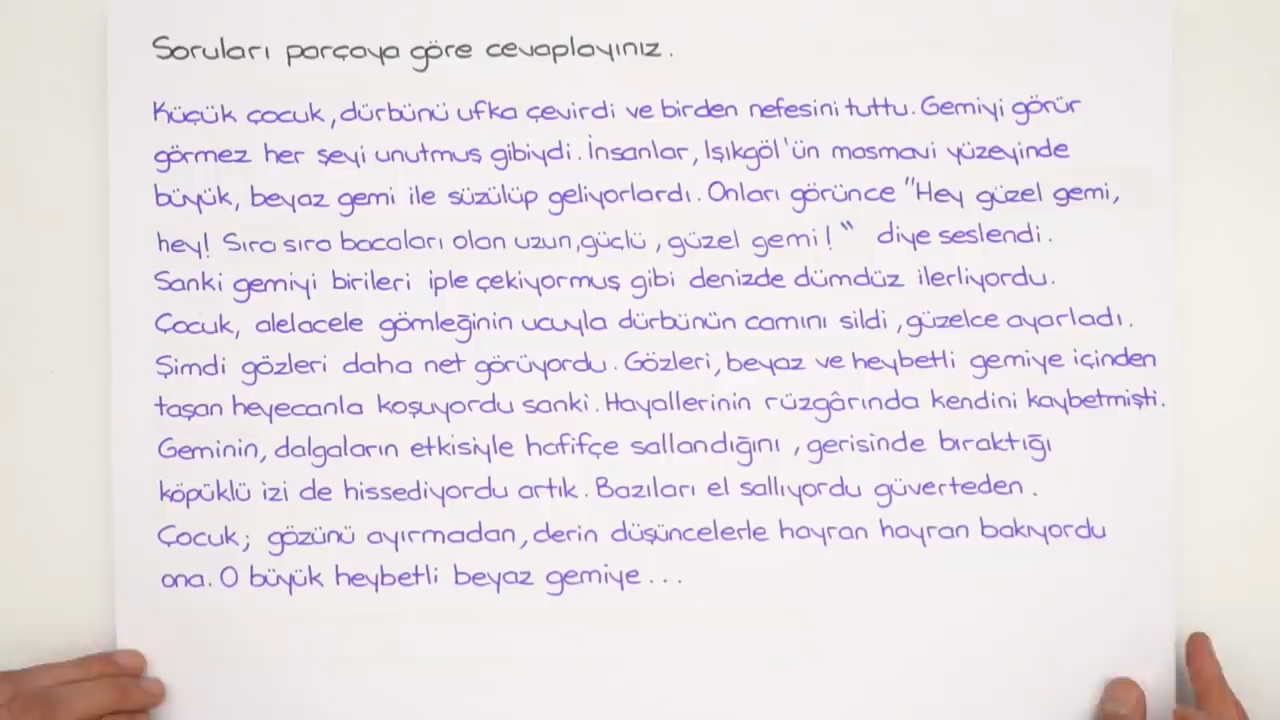 Soruları parçaya göre cevaplayınız.
Küçük çocuk, dürbünü ufka çevirdi ve birden nefesini tuttu. Gemiyi görür
görmez her şeyi unutmuş gibiydi. İnsanlar, Işıkgöl'ün masmavi yüzeyinde
büyük, beyaz gemi ile süzülüp geliyorlardı. Onları görünce "Hey güzel gemi,
hey! Sıra sıra bacaları olan uzun,güçlü, güzel gemi!" diye seslendi.
Sanki gemiyi birileri iple çekiyormuş gibi denizde dümdüz ilerliyordu.
Çocuk, alelacele gömleğinin ucuyla dürbünün camını sildi, güzelce ayarladı.
Şimdi gözleri daha net görüyordu. Gözleri, beyaz ve heybetli gemiye içinden
taşan heyecanla koşuyordu sanki. Hayallerinin rüzgârında kendini kaybetmişti.
Geminin, dalgaların etkisiyle hafifçe sallandığını, gerisinde bıraktığı
köpüklü izi de hissediyordu artık. Bazıları el sallıyordu güverteden.
Çocuk; gözünü ayırmadan, derin düşüncelerle hayran hayran bakıyordu
ona. O büyük heybetli beyaz gemiye...